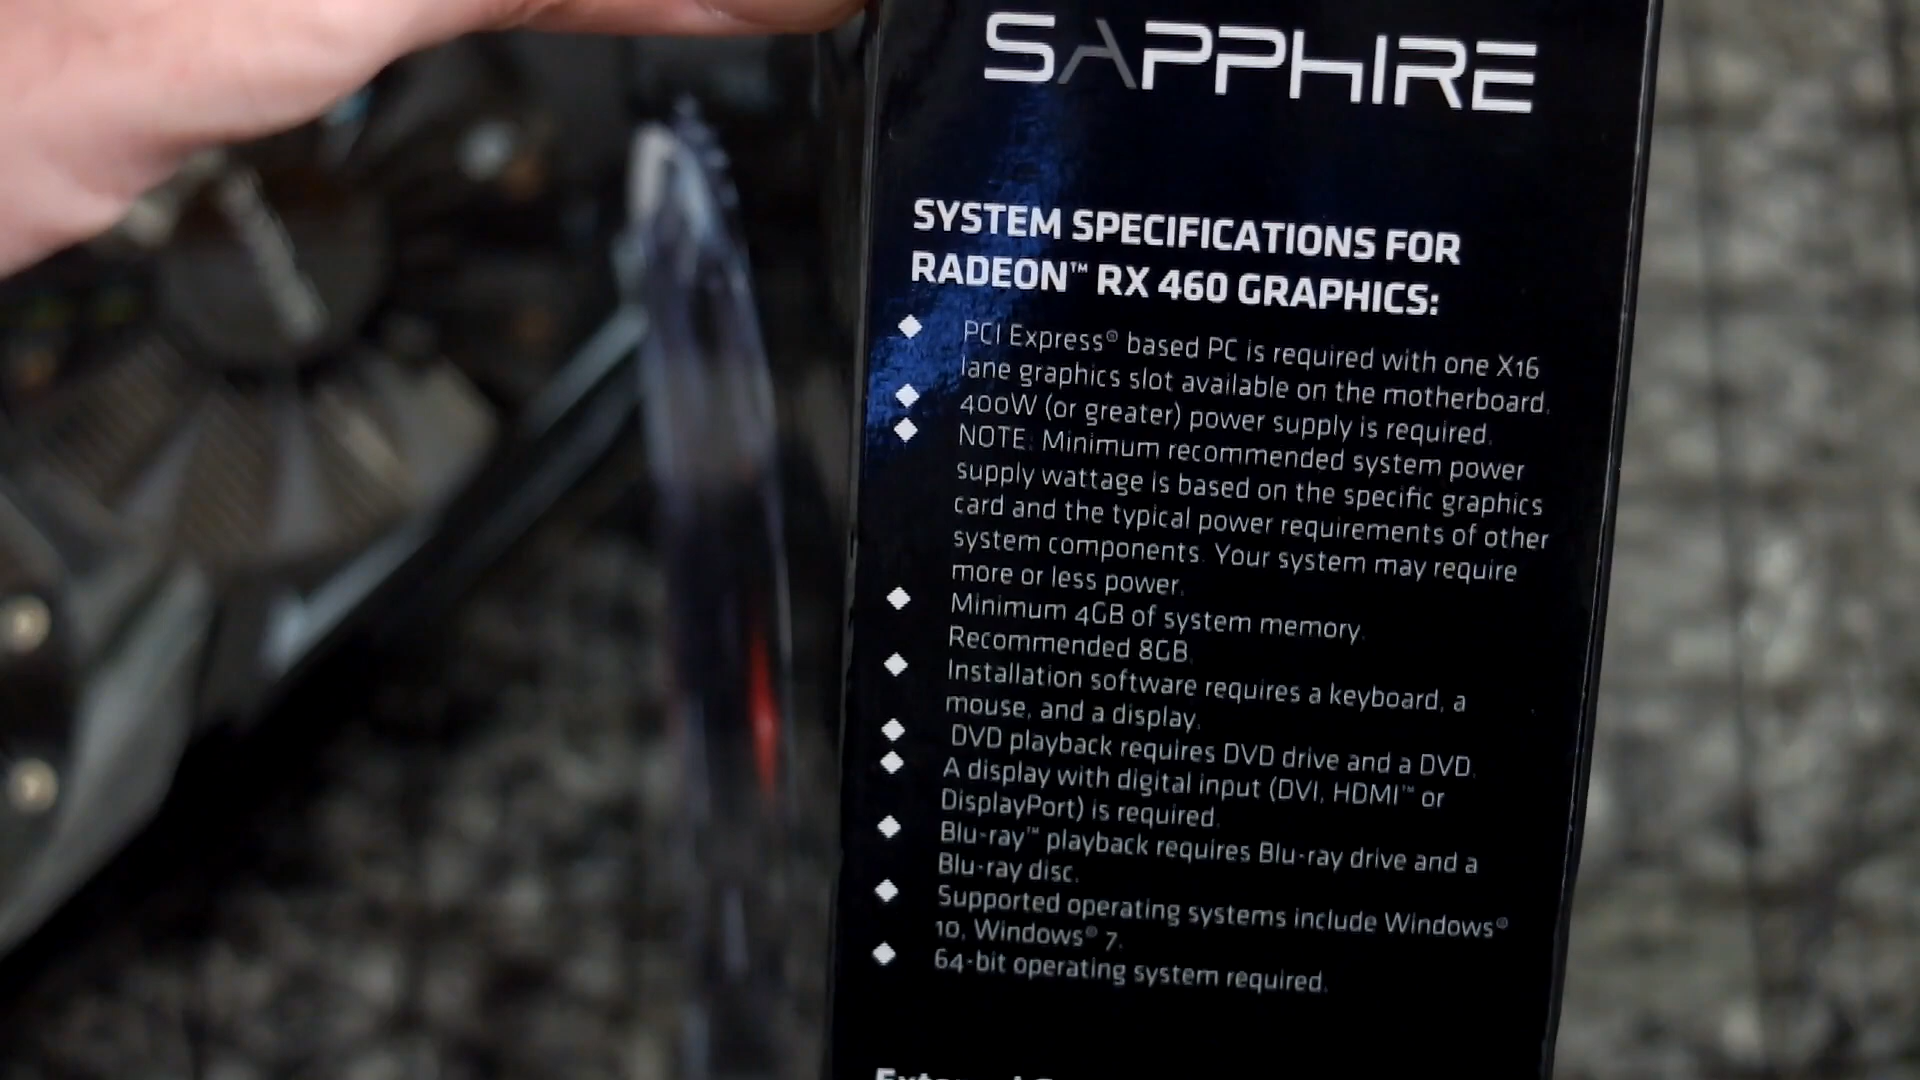 SAPPHIRE
SYSTEM SPECIFICATIONS FOR
RADEON™ RX 460 GRAPHICS:
◆ PCI Express® based PC is required with one X16
lane graphics slot available on the motherboard.
◆ 400W (or greater) power supply is required.
◆ NOTE: Minimum recommended system power
supply wattage is based on the specific graphics
card and the typical power requirements of other
system components. Your system may require
more or less power.
◆ Minimum 4GB of system memory.
Recommended 8GB.
◆ Installation software requires a keyboard, a
mouse, and a display.
◆ DVD playback requires DVD drive and a DVD.
◆ A display with digital input (DVI, HDMI™ or
DisplayPort) is required.
◆ Blu-ray™ playback requires Blu-ray drive and a
Blu-ray disc.
◆ Supported operating systems include Windows®
10, Windows® 7.
◆ 64-bit operating system required.